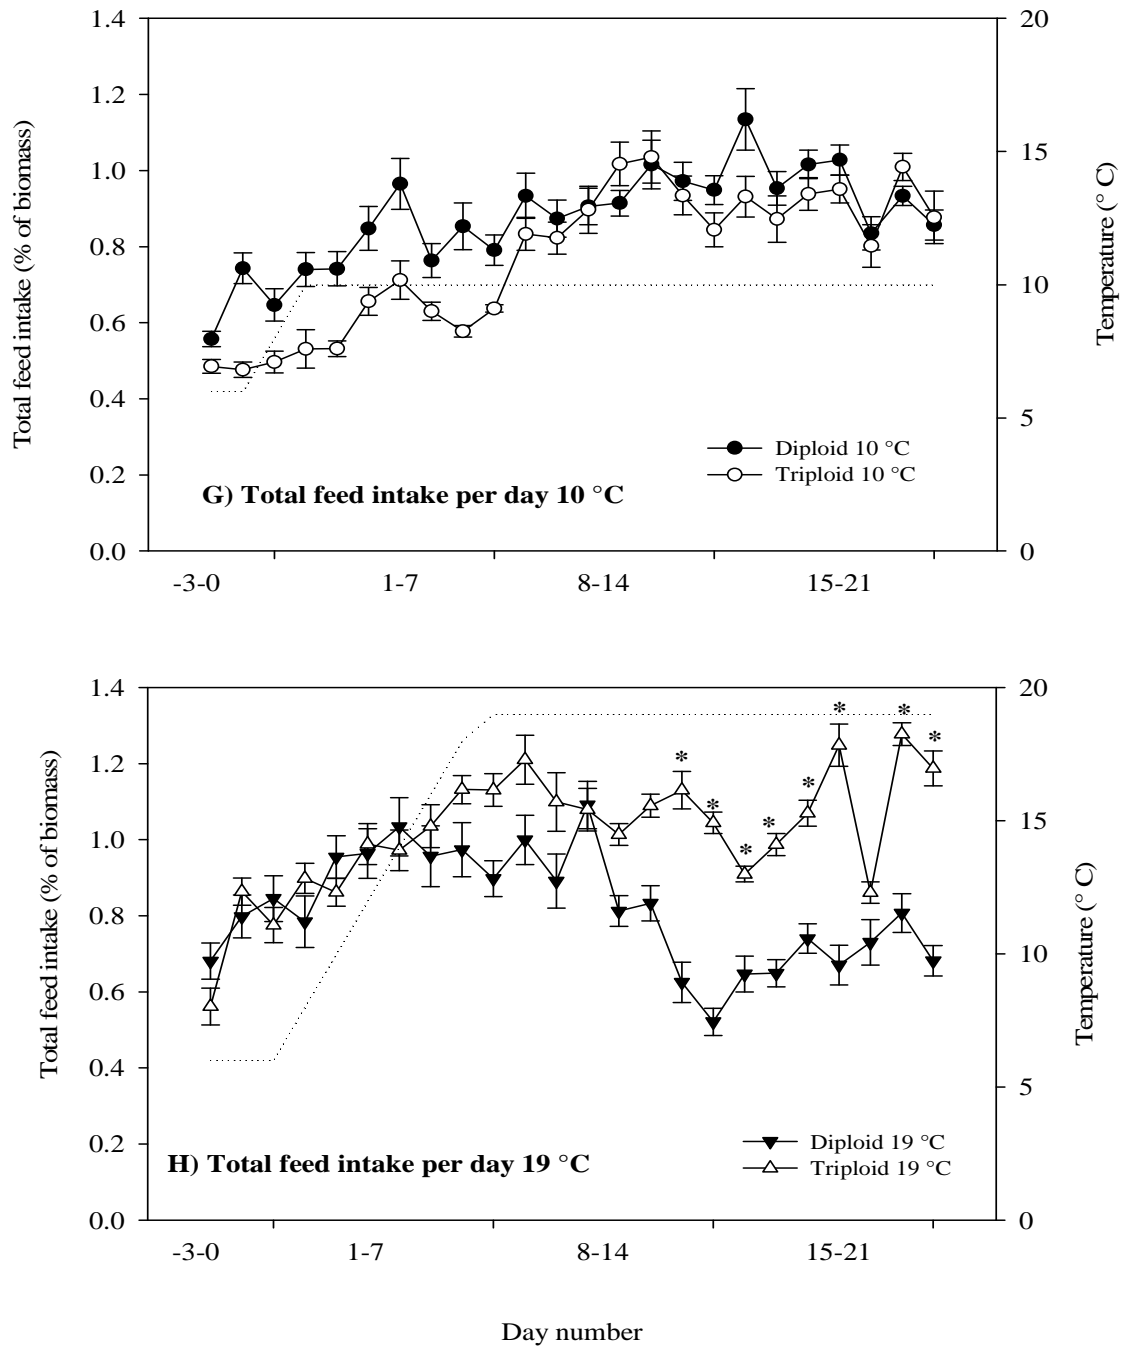 1.4
1.2
1.0
0.8
0.6
0.4
0.2
0.0
Total feed intake (% of biomass)
20
15
10
5
0
Temperature (° C)
Diploid 10 °C
Triploid 10 °C
G) Total feed intake per day 10 °C
-3-0 1-7 8-14 15-21
1.4
1.2
1.0
0.8
0.6
0.4
0.2
0.0
Total feed intake (% of biomass)
20
15
10
5
0
Temperature (° C)
* * * * * * * *
Diploid 19 °C
Triploid 19 °C
H) Total feed intake per day 19 °C
-3-0 1-7 8-14 15-21
Day number